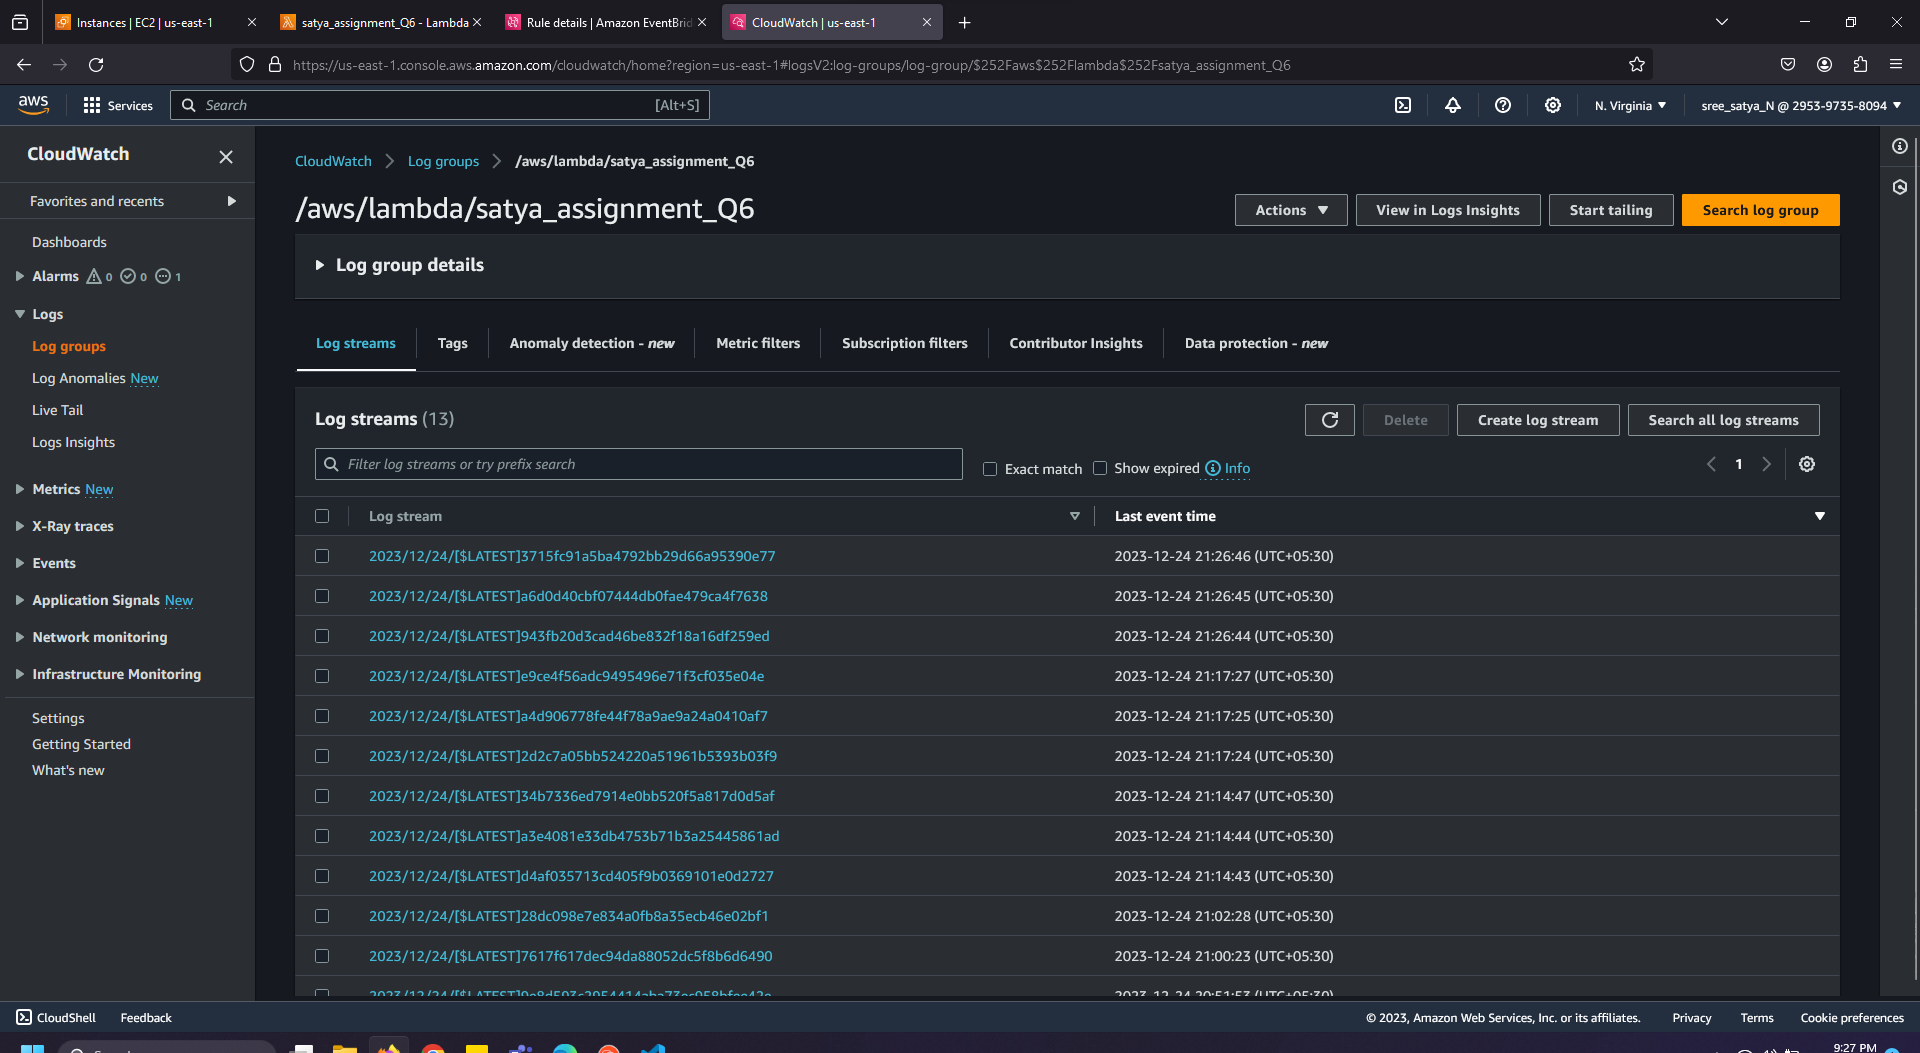 Instances | EC2 | us-east-1
satya_assignment_Q6 - Lambda
Rule details | Amazon EventBrid
CloudWatch | us-east-1
https://us-east-1.console.aws.amazon.com/cloudwatch/home?region=us-east-1#logsV2:log-groups/log-group/$252Faws$252Flambda$252Fsatya_assignment_Q6
aws
Services
Search
[Alt+S]
N. Virginia
sree_satya_N @ 2953-9735-8094
CloudWatch
Favorites and recents
Dashboards
Alarms 0 0 1
Logs
Log groups
Log Anomalies New
Live Tail
Logs Insights
Metrics New
X-Ray traces
Events
Application Signals New
Network monitoring
Infrastructure Monitoring
Settings
Getting Started
What's new
CloudWatch
Log groups
/aws/lambda/satya_assignment_Q6
/aws/lambda/satya_assignment_Q6
Actions
View in Logs Insights
Start tailing
Search log group
Log group details
Log streams
Tags
Anomaly detection - new
Metric filters
Subscription filters
Contributor Insights
Data protection - new
Log streams (13)
Delete
Create log stream
Search all log streams
Filter log streams or try prefix search
Exact match
Show expired
Info
1
Log stream
Last event time
2023/12/24/[$LATEST]3715fc91a5ba4792bb29d66a95390e77 2023-12-24 21:26:46 (UTC+05:30)
2023/12/24/[$LATEST]a6d0d40cbf07444db0fae479ca4f7638 2023-12-24 21:26:45 (UTC+05:30)
2023/12/24/[$LATEST]943fb20d3cad46be832f18a16df259ed 2023-12-24 21:26:44 (UTC+05:30)
2023/12/24/[$LATEST]e9ce4f56adc9495496e71f3cf035e04e 2023-12-24 21:17:27 (UTC+05:30)
2023/12/24/[$LATEST]a4d906778fe44f78a9ae9a24a0410af7 2023-12-24 21:17:25 (UTC+05:30)
2023/12/24/[$LATEST]2d2c7a05bb524220a51961b5393b03f9 2023-12-24 21:17:24 (UTC+05:30)
2023/12/24/[$LATEST]34b7336ed7914e0bb520f5a817d0d5af 2023-12-24 21:14:47 (UTC+05:30)
2023/12/24/[$LATEST]a3e4081e33db4753b71b3a25445861ad 2023-12-24 21:14:44 (UTC+05:30)
2023/12/24/[$LATEST]d4af035713cd405f9b0369101e0d2727 2023-12-24 21:14:43 (UTC+05:30)
2023/12/24/[$LATEST]28dc098e7e834a0fb8a35ecb46e02bf1 2023-12-24 21:02:28 (UTC+05:30)
2023/12/24/[$LATEST]7617f617dec94da88052dc5f8b6d6490 2023-12-24 21:00:23 (UTC+05:30)
2023-12-24 20:51:53 (UTC+05:30)
CloudShell
Feedback
© 2023, Amazon Web Services, Inc. or its affiliates.
Privacy
Terms
Cookie preferences
9:27 PM